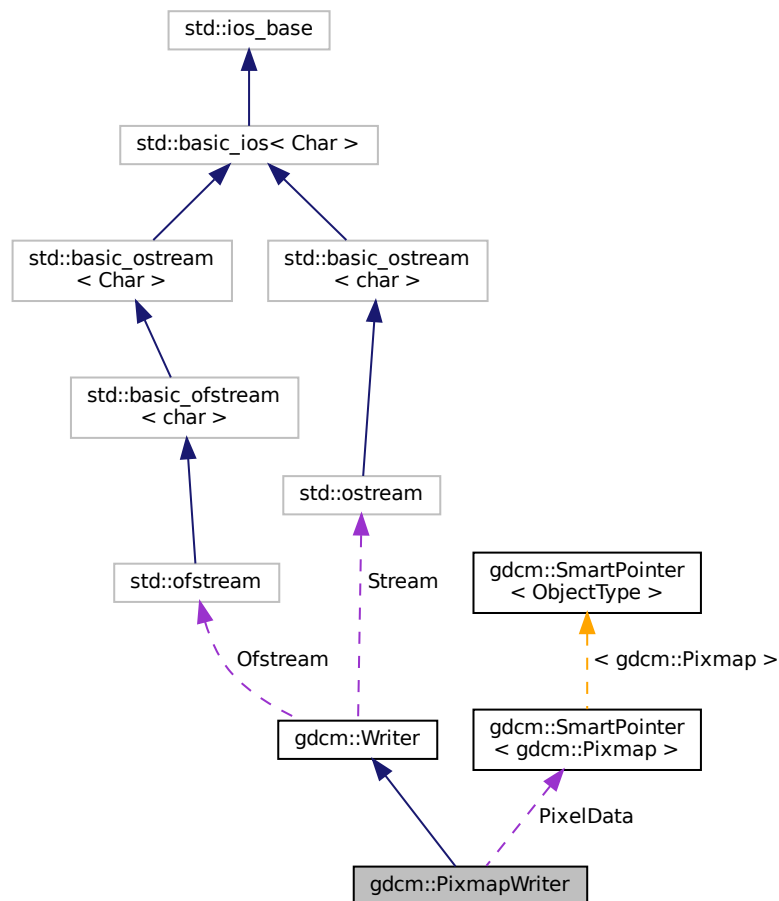 std::ios_base
std::basic_ios< Char >
std::basic_ostream
< Char >
std::basic_ostream
< char >
std::basic_ofstream
< char >
std::ostream
std::ofstream
Stream
gdcm::SmartPointer
< ObjectType >
Ofstream
< gdcm::Pixmap >
gdcm::Writer
gdcm::SmartPointer
< gdcm::Pixmap >
PixelData
gdcm::PixmapWriter